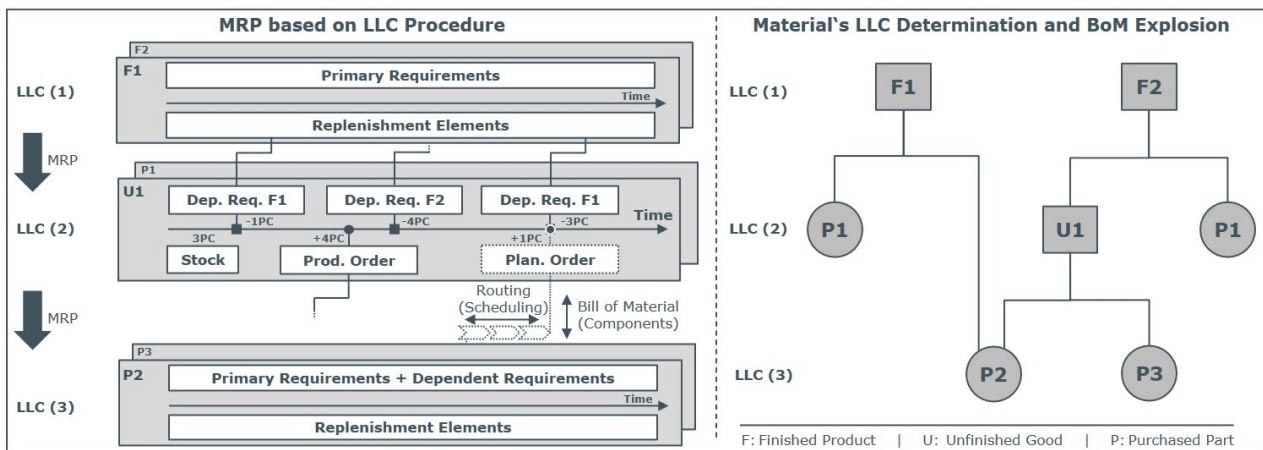 MRP based on LLC Procedure
F2
F1
LLC (1)
Primary Requirements
Time
Replenishment Elements
MRP
P1
U1
Dep. Req. F1
Dep. Req. F2
Dep. Req. F1
LLC (2)
-1PC
-4PC
-3PC
Time
3PC
+4PC
+1PC
Stock
Prod. Order
Plan. Order
MRP
Routing
(Scheduling)
Bill of Material
(Components)
P3
P2
Primary Requirements + Dependent Requirements
LLC (3)
Time
Replenishment Elements
Material‘s LLC Determination and BoM Explosion
LLC (1)
F1
F2
LLC (2)
P1
U1
P1
LLC (3)
P2
P3
F: Finished Product | U: Unfinished Good | P: Purchased Part